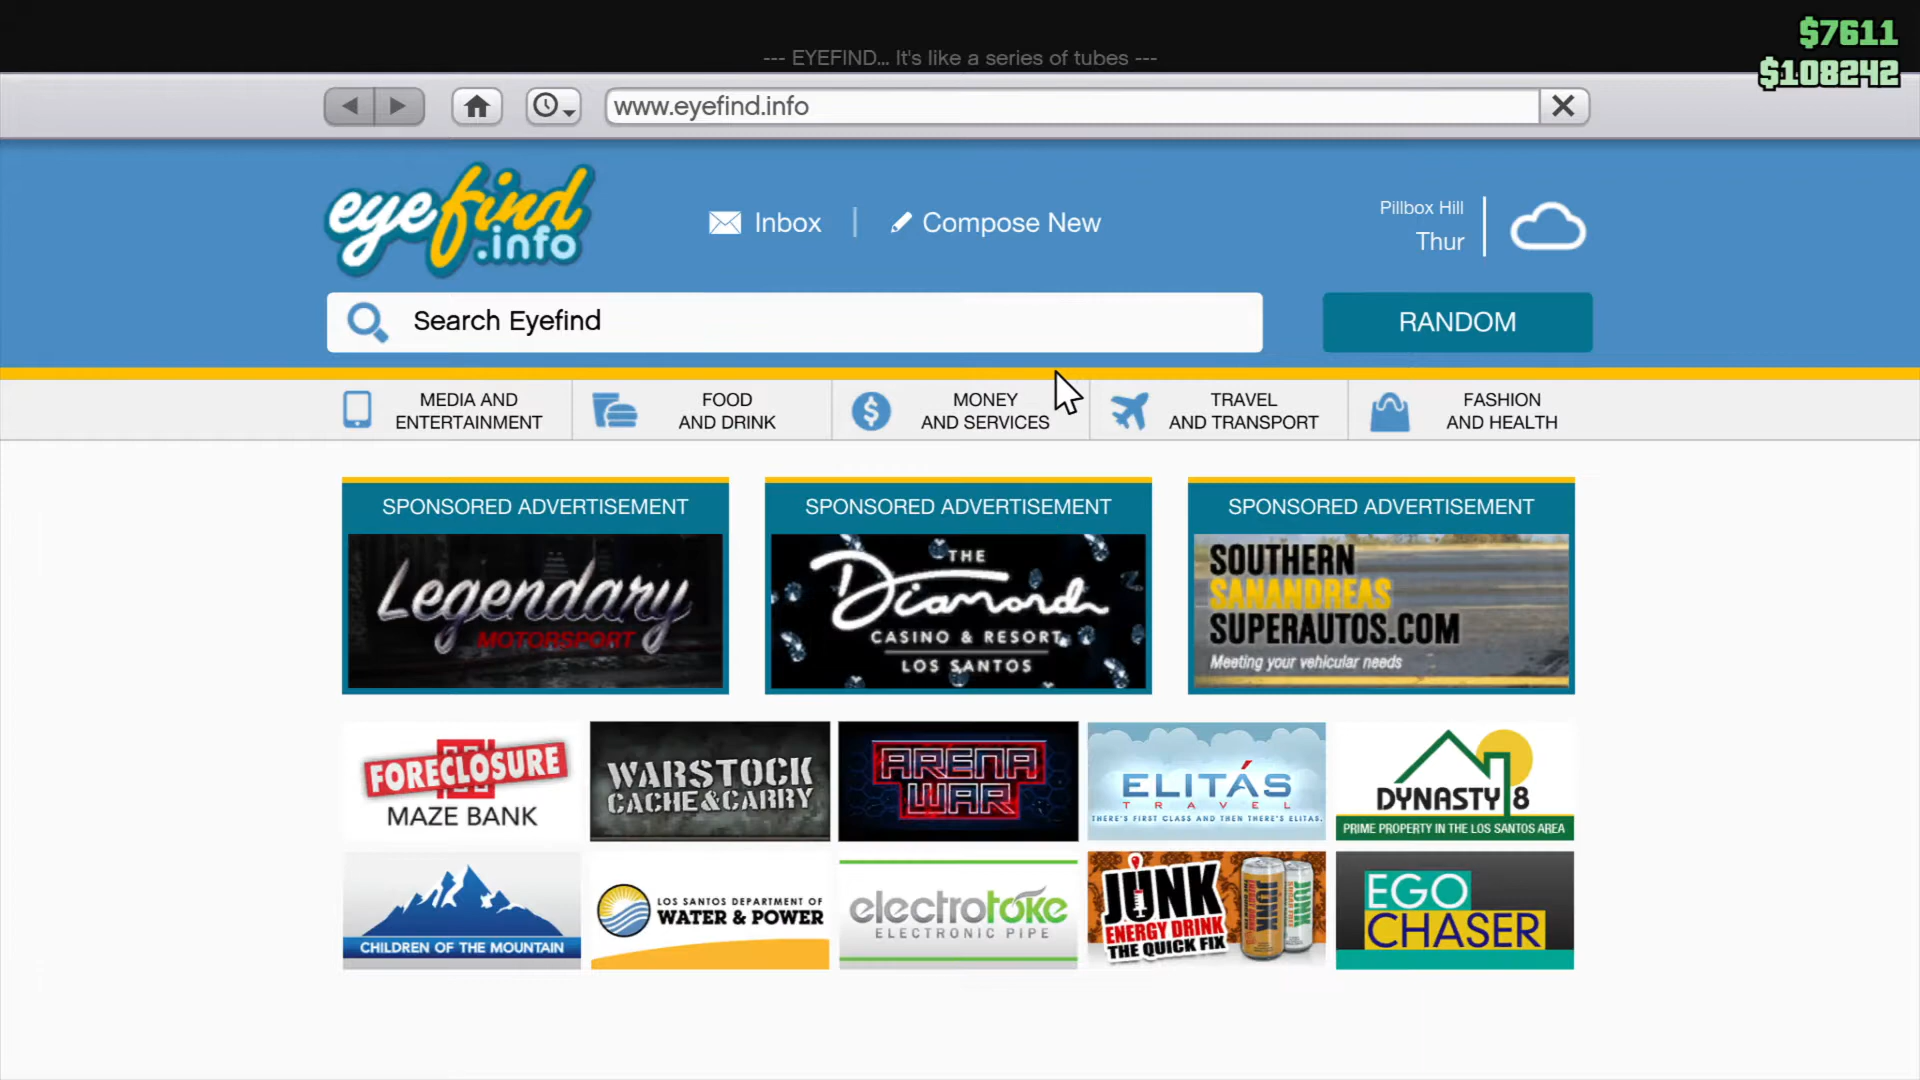 $7611
--- EYEFIND... It's like a series of tubes ---
$108242
www.eyefind.info
eyefind
.info
Inbox
Compose New
Pillbox Hill
Thur
Search Eyefind
RANDOM
MEDIA AND
ENTERTAINMENT
FOOD
AND DRINK
MONEY
AND SERVICES
TRAVEL
AND TRANSPORT
FASHION
AND HEALTH
SPONSORED ADVERTISEMENT
Legendary
MOTORSPORT
SPONSORED ADVERTISEMENT
THE
Diamond
CASINO & RESORT
LOS SANTOS
SPONSORED ADVERTISEMENT
SOUTHERN
SANANDREAS
SUPERAUTOS.COM
Meeting your vehicular needs
FORECLOSURE
MAZE BANK
WARSTOCK
CACHE&CARRY
ARENA
WAR
ELITÁS
TRAVEL
THERE'S FIRST CLASS AND THEN THERE'S ELITAS.
DYNASTY 8
PRIME PROPERTY IN THE LOS SANTOS AREA
CHILDREN OF THE MOUNTAIN
LOS SANTOS DEPARTMENT OF
WATER & POWER
electrotoke
ELECTRONIC PIPE
JUNK
ENERGY DRINK
THE QUICK FIX
EGO
CHASER